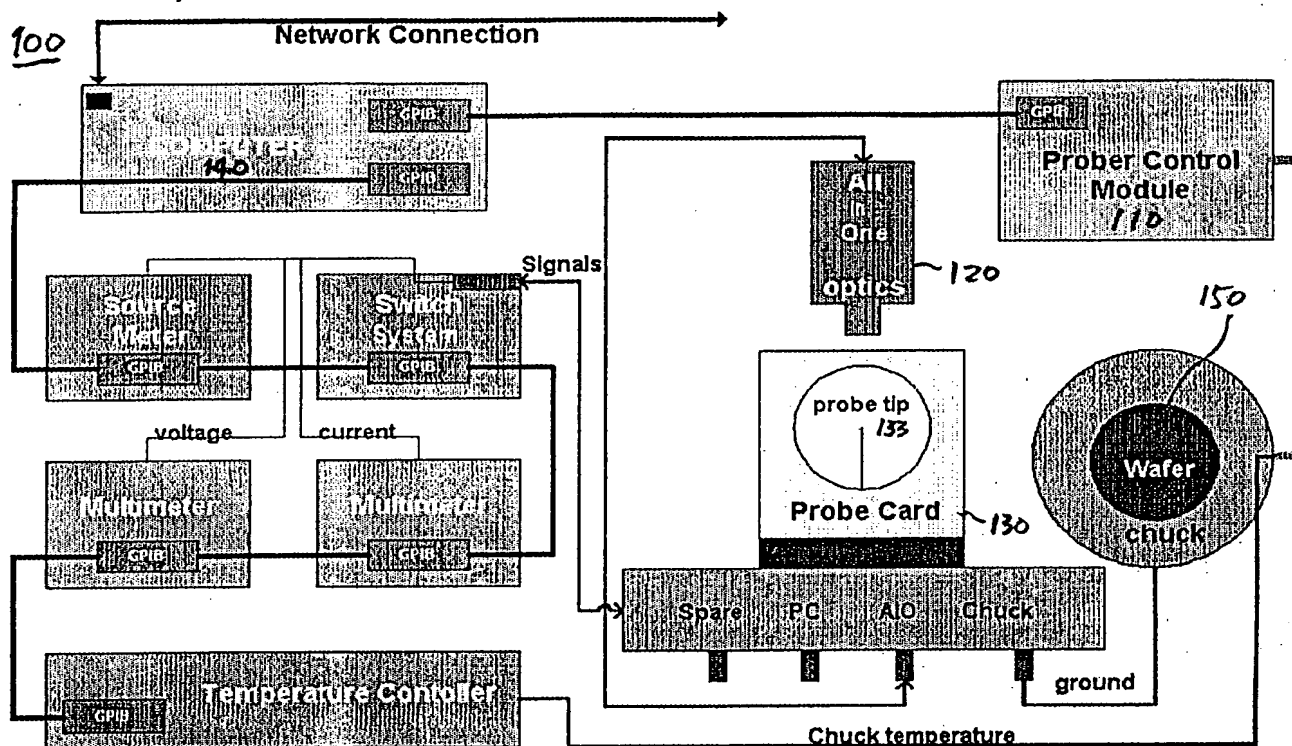 100
Network Connection
GPIB
COMPUTER
140
GPIB
GPIB
Prober Control
Module
110
All
in
One
optics
120
Signals
Source
Meter
GPIB
Switch
System
GPIB
voltage
current
Multimeter
GPIB
Multimeter
GPIB
probe tip
133
Probe Card
130
150
Wafer
chuck
Spare
PC
AIO
Chuck
ground
Temperature Contoller
GPIB
Chuck temperature